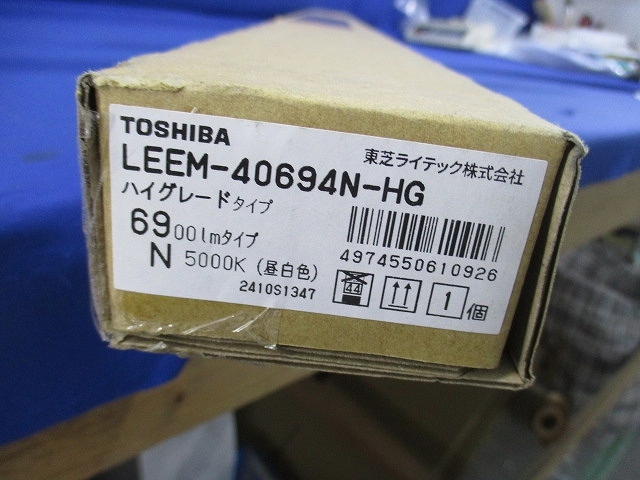 TOSHIBA
東芝ライテック株式会社
LEEM-40694N-HG
ハイグレードタイプ
6900lmタイプ
N 5000K (昼白色)
4974550610926
2410S1347
44
1個